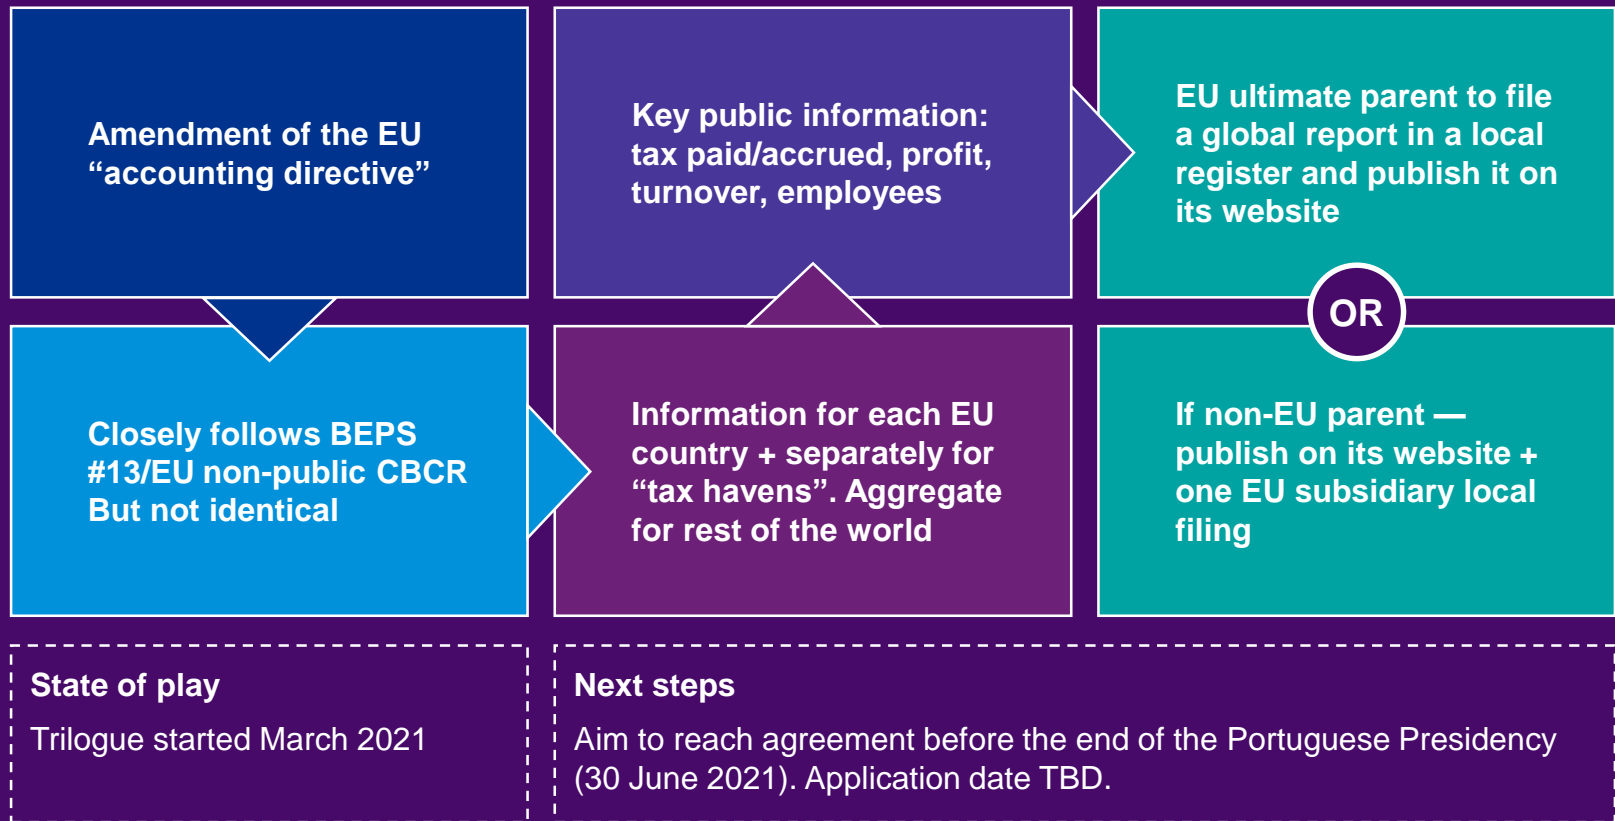 Amendment of the EU
“accounting directive”
Key public information:
tax paid/accrued, profit,
turnover, employees
EU ultimate parent to file
a global report in a local
register and publish it on
its website
OR
Closely follows BEPS
#13/EU non-public CBCR
But not identical
Information for each EU
country + separately for
“tax havens”. Aggregate
for rest of the world
If non-EU parent —
publish on its website +
one EU subsidiary local
filing
State of play
Trilogue started March 2021
Next steps
Aim to reach agreement before the end of the Portuguese Presidency
(30 June 2021). Application date TBD.